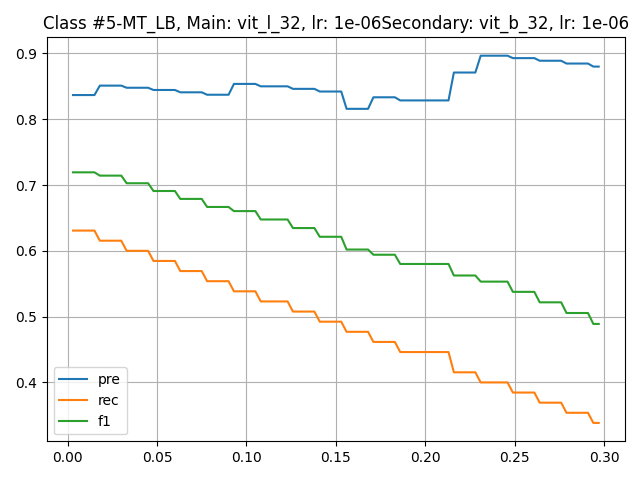 Class #5-MT_LB, Main: vit_l_32, lr: 1e-06Secondary: vit_b_32, lr: 1e-06
0.9
0.8
0.7
0.6
0.5
0.4
pre
rec
f1
0.00 0.05 0.10 0.15 0.20 0.25 0.30